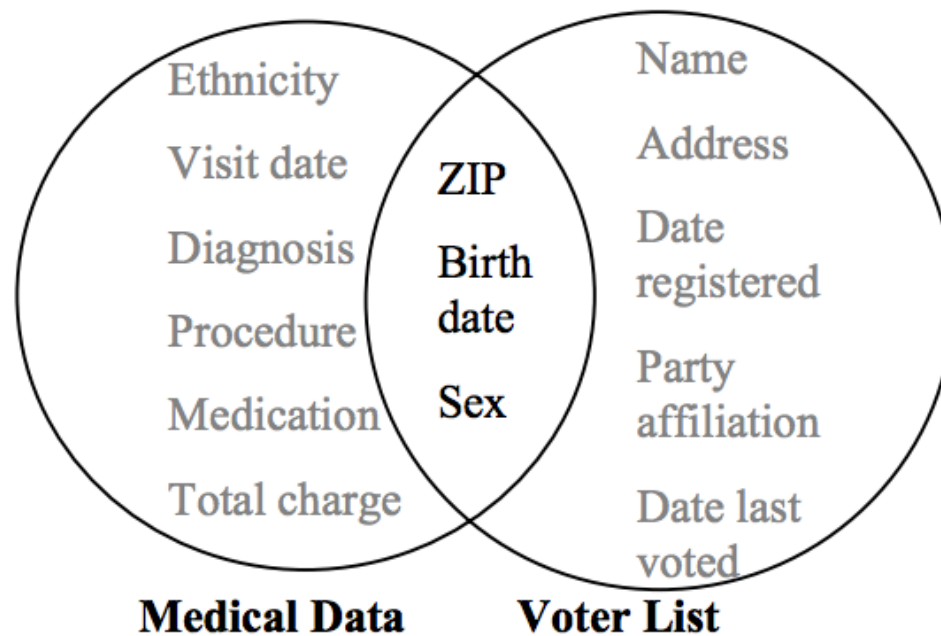 Ethnicity
Visit date
Diagnosis
Procedure
Medication
Total charge
ZIP
Birth
date
Sex
Name
Address
Date
registered
Party
affiliation
Date last
voted
Medical Data
Voter List